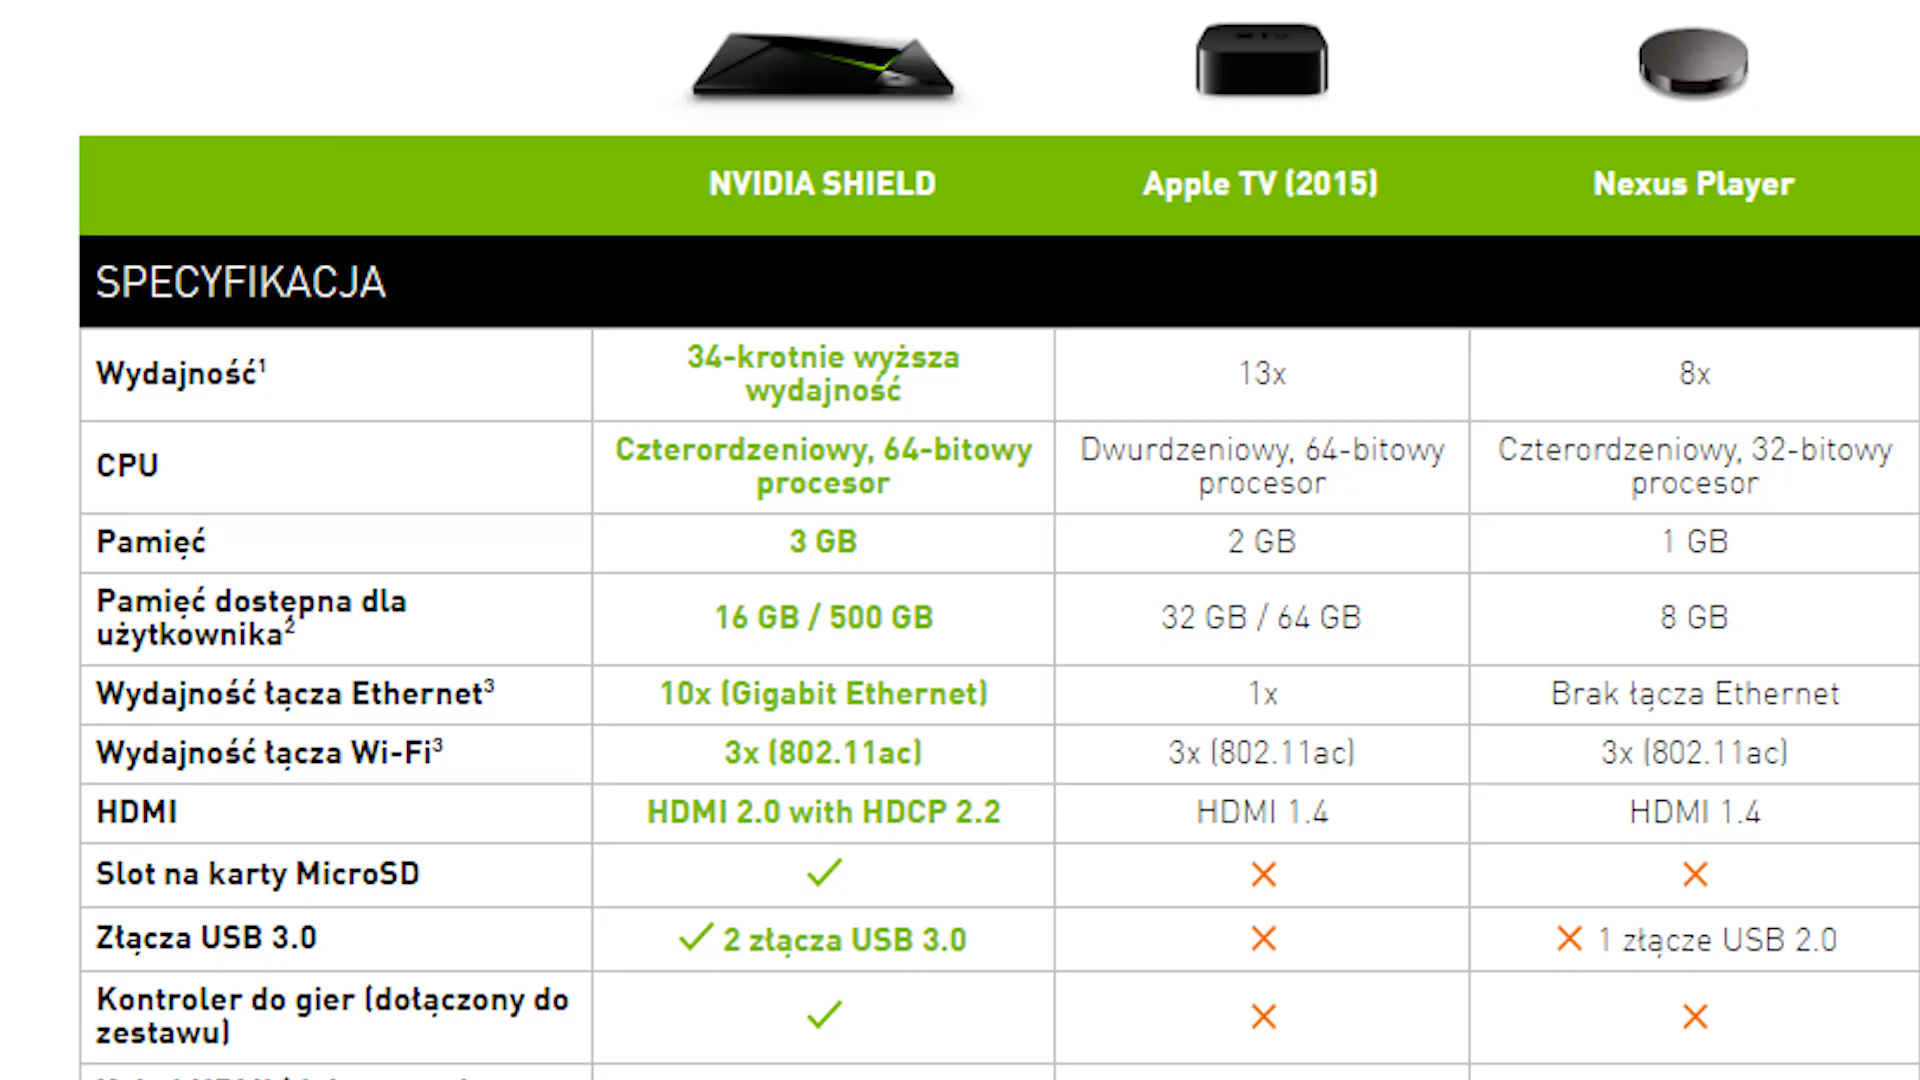 NVIDIA SHIELD Apple TV (2015) Nexus Player
SPECYFIKACJA
Wydajność¹ 34-krotnie wyższa wydajność 13x 8x
CPU Czterordzeniowy, 64-bitowy procesor Dwurdzeniowy, 64-bitowy procesor Czterordzeniowy, 32-bitowy procesor
Pamięć 3 GB 2 GB 1 GB
Pamięć dostępna dla użytkownika² 16 GB / 500 GB 32 GB / 64 GB 8 GB
Wydajność łącza Ethernet³ 10x (Gigabit Ethernet) 1x Brak łącza Ethernet
Wydajność łącza Wi-Fi³ 3x (802.11ac) 3x (802.11ac) 3x (802.11ac)
HDMI HDMI 2.0 with HDCP 2.2 HDMI 1.4 HDMI 1.4
Slot na karty MicroSD
Złącza USB 3.0 2 złącza USB 3.0 1 złącze USB 2.0
Kontroler do gier (dołączony do zestawu)